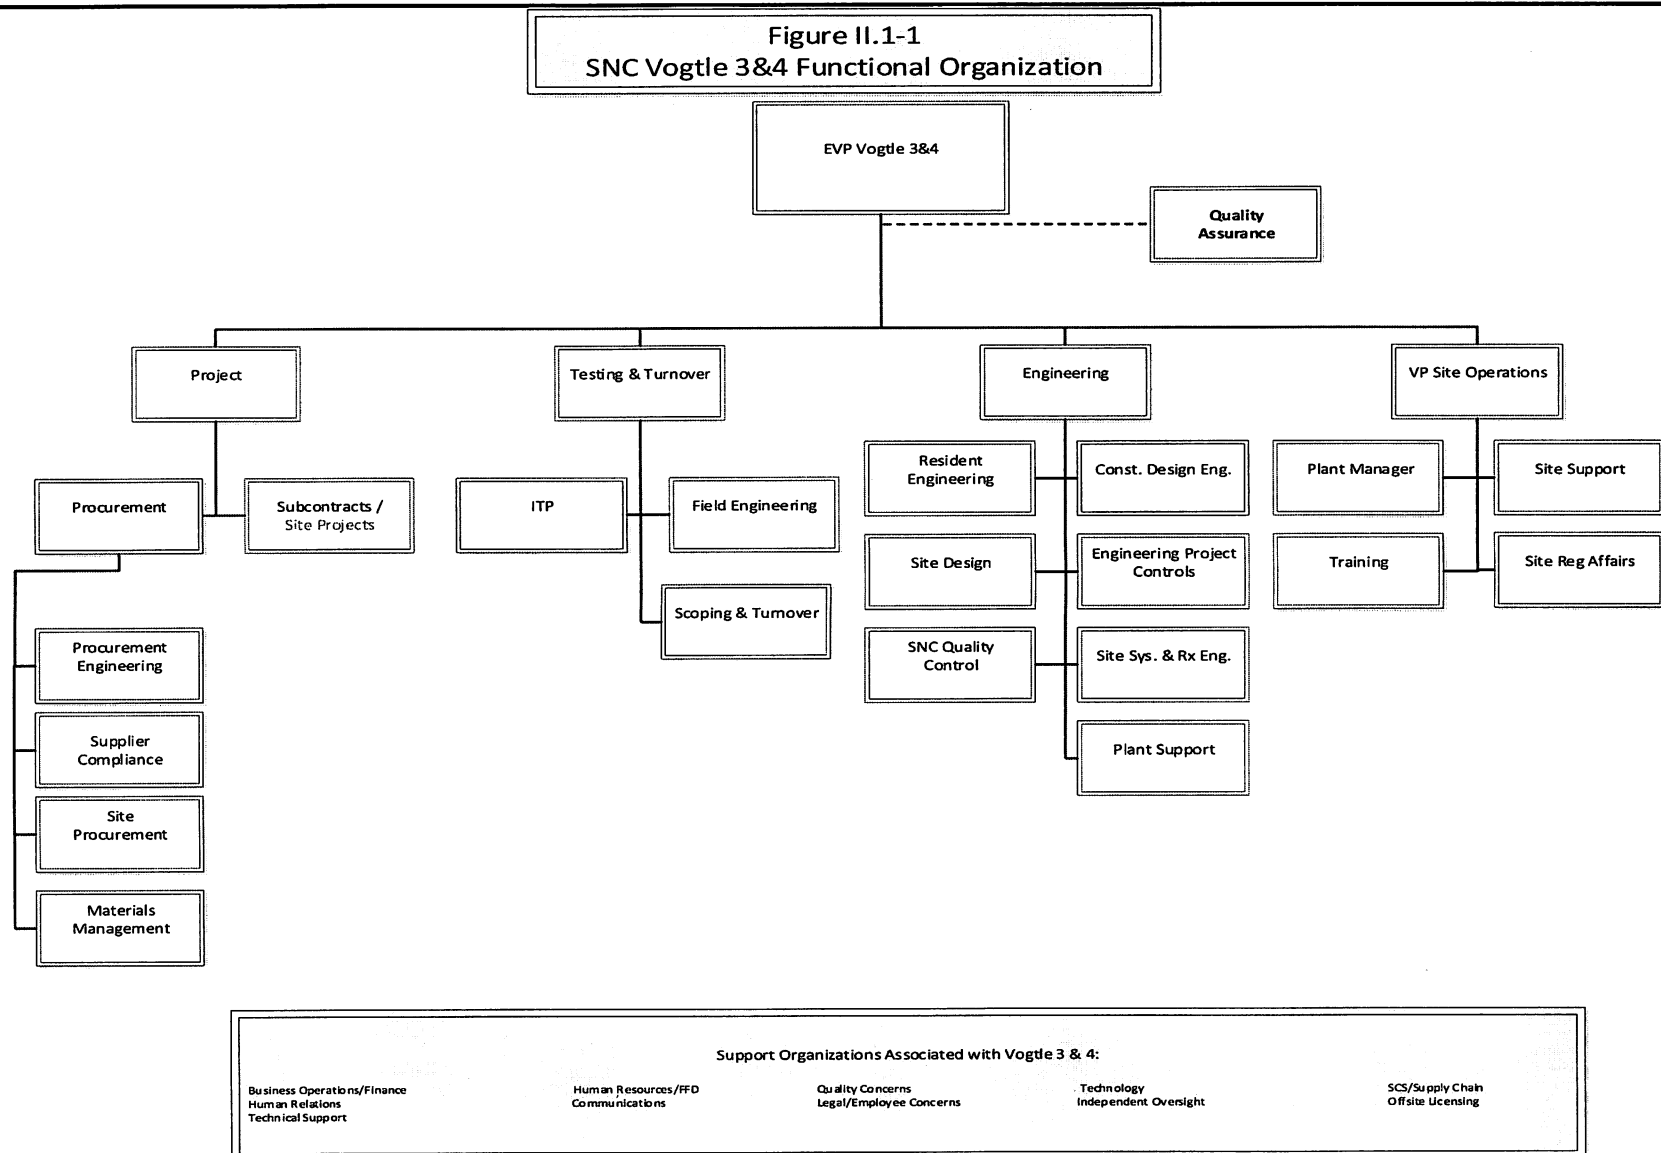 Figure II.1-1
SNC Vogtle 3&4 Functional Organization
EVP Vogtle 3&4
Quality
Assurance
Project
Testing & Turnover
Engineering
VP Site Operations
Procurement
Subcontracts /
Site Projects
ITP
Field Engineering
Scoping & Turnover
Resident
Engineering
Const. Design Eng.
Site Design
Engineering Project
Controls
SNC Quality
Control
Site Sys. & Rx Eng.
Plant Support
Plant Manager
Site Support
Training
Site Reg Affairs
Procurement
Engineering
Supplier
Compliance
Site
Procurement
Materials
Management
Support Organizations Associated with Vogtle 3 & 4:
Business Operations/Finance
Human Relations
Technical Support
Human Resources/FFD
Communications
Quality Concerns
Legal/Employee Concerns
Technology
Independent Oversight
SCS/Supply Chain
Offsite Licensing